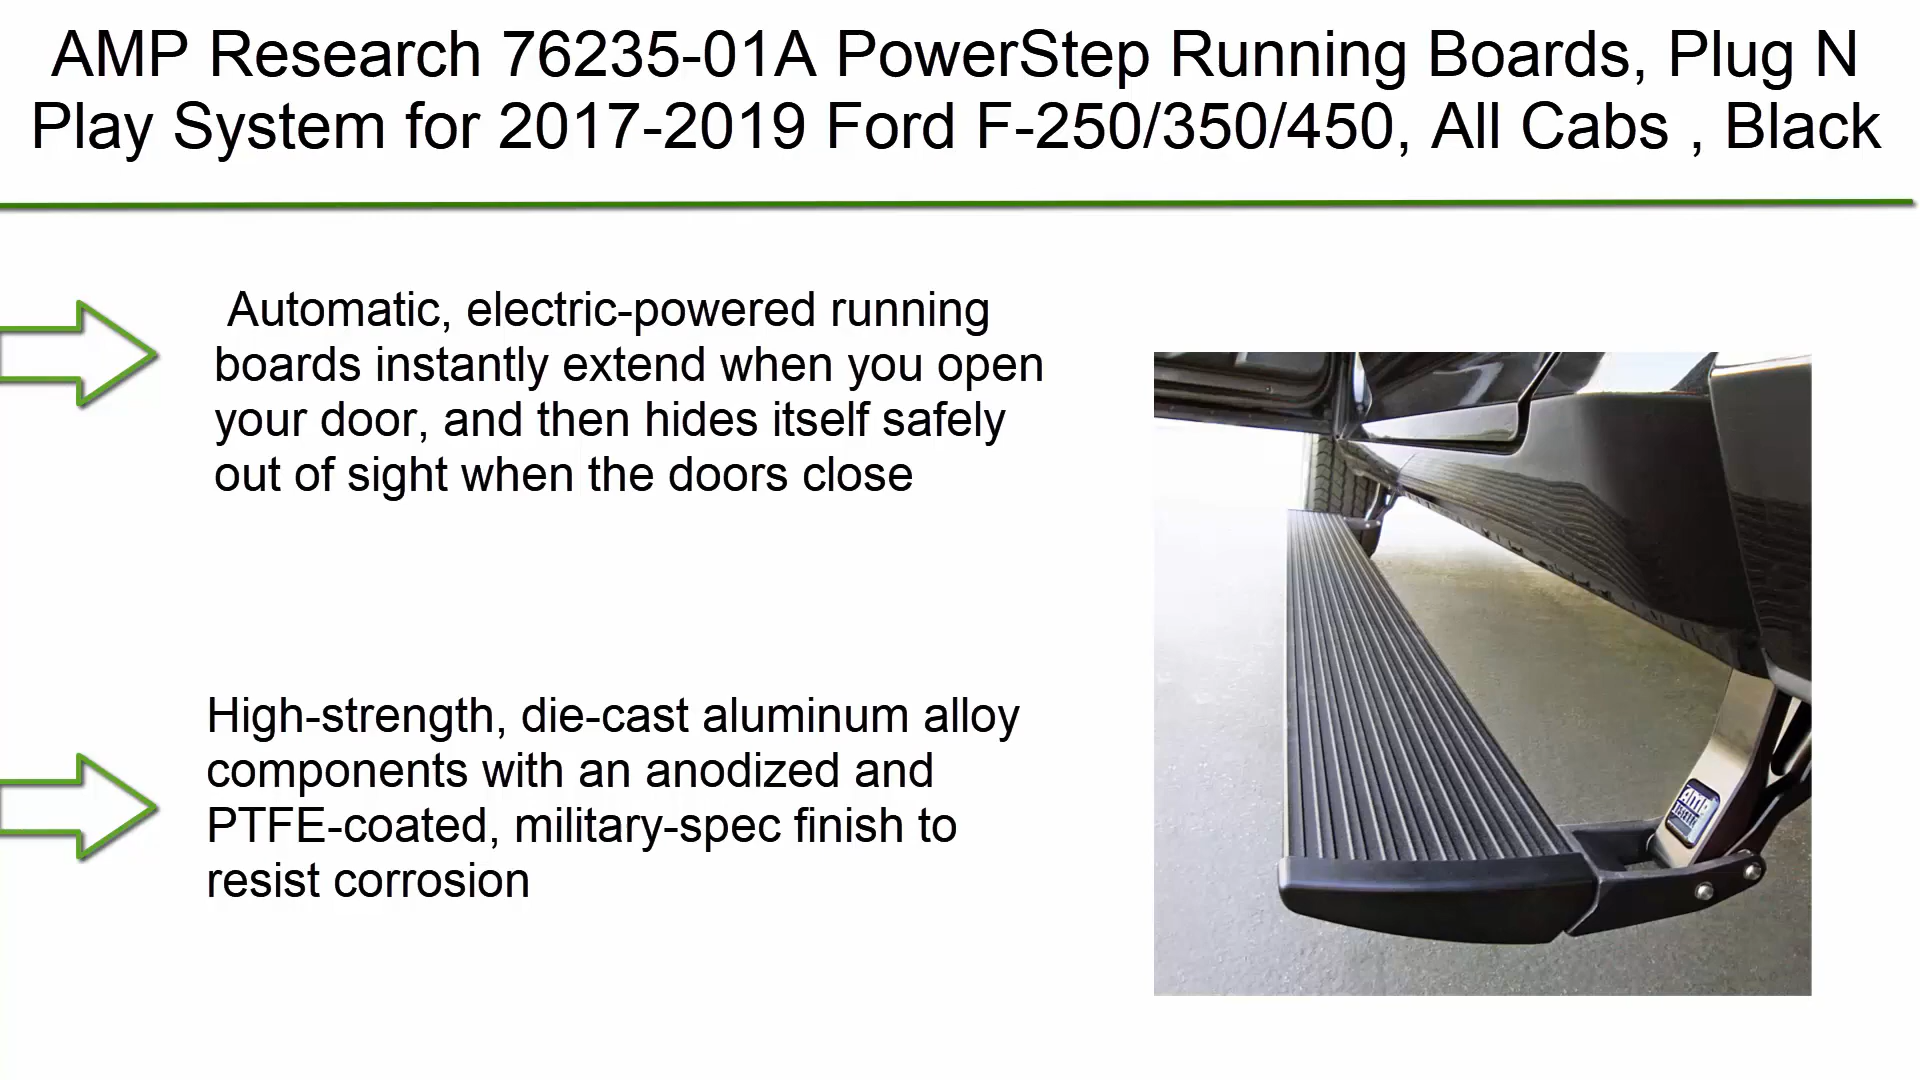 AMP Research 76235-01A PowerStep Running Boards, Plug N
Play System for 2017-2019 Ford F-250/350/450, All Cabs , Black
Automatic, electric-powered running
boards instantly extend when you open
your door, and then hides itself safely
out of sight when the doors close
High-strength, die-cast aluminum alloy
components with an anodized and
PTFE-coated, military-spec finish to
resist corrosion
AMP
RESEARCH